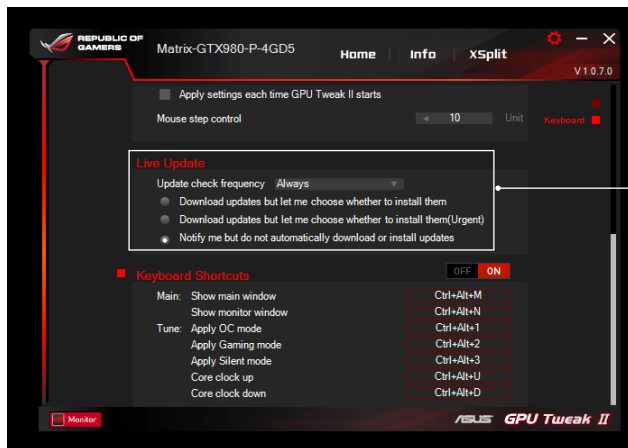 REPUBLIC OF
GAMERS
Matrix-GTX980-P-4GD5
Home
Info
XSplit
V 1.0.7.0
Apply settings each time GPU Tweak II starts
Mouse step control
10
Unit
Keyboard
Live Update
Update check frequency Always
Download updates but let me choose whether to install them
Download updates but let me choose whether to install them(Urgent)
Notify me but do not automatically download or install updates
Keyboard Shortcuts
OFF ON
Main: Show main window Ctrl+Alt+M
Show monitor window Ctrl+Alt+N
Tune: Apply OC mode Ctrl+Alt+1
Apply Gaming mode Ctrl+Alt+2
Apply Silent mode Ctrl+Alt+3
Core clock up Ctrl+Alt+U
Core clock down Ctrl+Alt+D
Monitor
ASUS GPU Tweak II